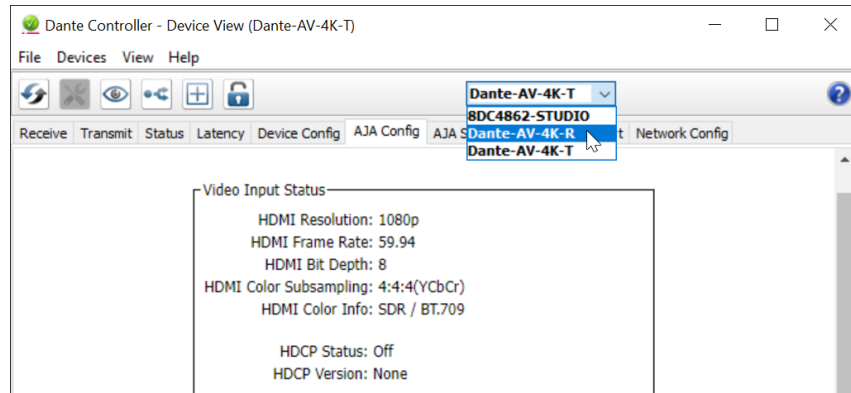 Dante Controller - Device View (Dante-AV-4K-T)
File Devices View Help
Dante-AV-4K-T
?
8DC4862-STUDIO
Dante-AV-4K-R
Dante-AV-4K-T
Receive Transmit Status Latency Device Config AJA Config AJA S t Network Config
Video Input Status
HDMI Resolution: 1080p
HDMI Frame Rate: 59.94
HDMI Bit Depth: 8
HDMI Color Subsampling: 4:4:4(YCbCr)
HDMI Color Info: SDR / BT.709
HDCP Status: Off
HDCP Version: None